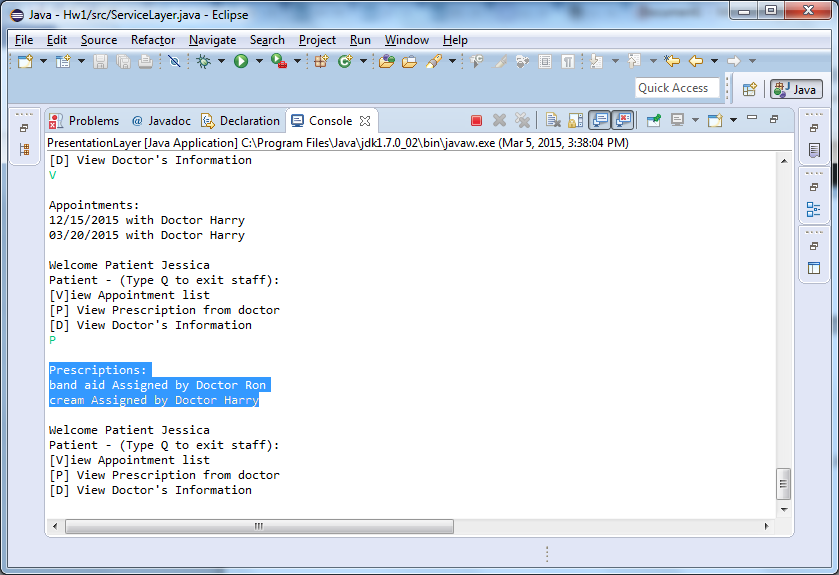 Java - Hw1/src/ServiceLayer.java - Eclipse
File Edit Source Refactor Navigate Search Project Run Window Help
Quick Access
Java
Problems @ Javadoc Declaration Console
PresentationLayer [Java Application] C:\Program Files\Java\jdk1.7.0_02\bin\javaw.exe (Mar 5, 2015, 3:38:04 PM)
[D] View Doctor's Information
V
Appointments:
12/15/2015 with Doctor Harry
03/20/2015 with Doctor Harry
Welcome Patient Jessica
Patient - (Type Q to exit staff):
[V]iew Appointment list
[P] View Prescription from doctor
[D] View Doctor's Information
P
Prescriptions:
band aid Assigned by Doctor Ron
cream Assigned by Doctor Harry
Welcome Patient Jessica
Patient - (Type Q to exit staff):
[V]iew Appointment list
[P] View Prescription from doctor
[D] View Doctor's Information